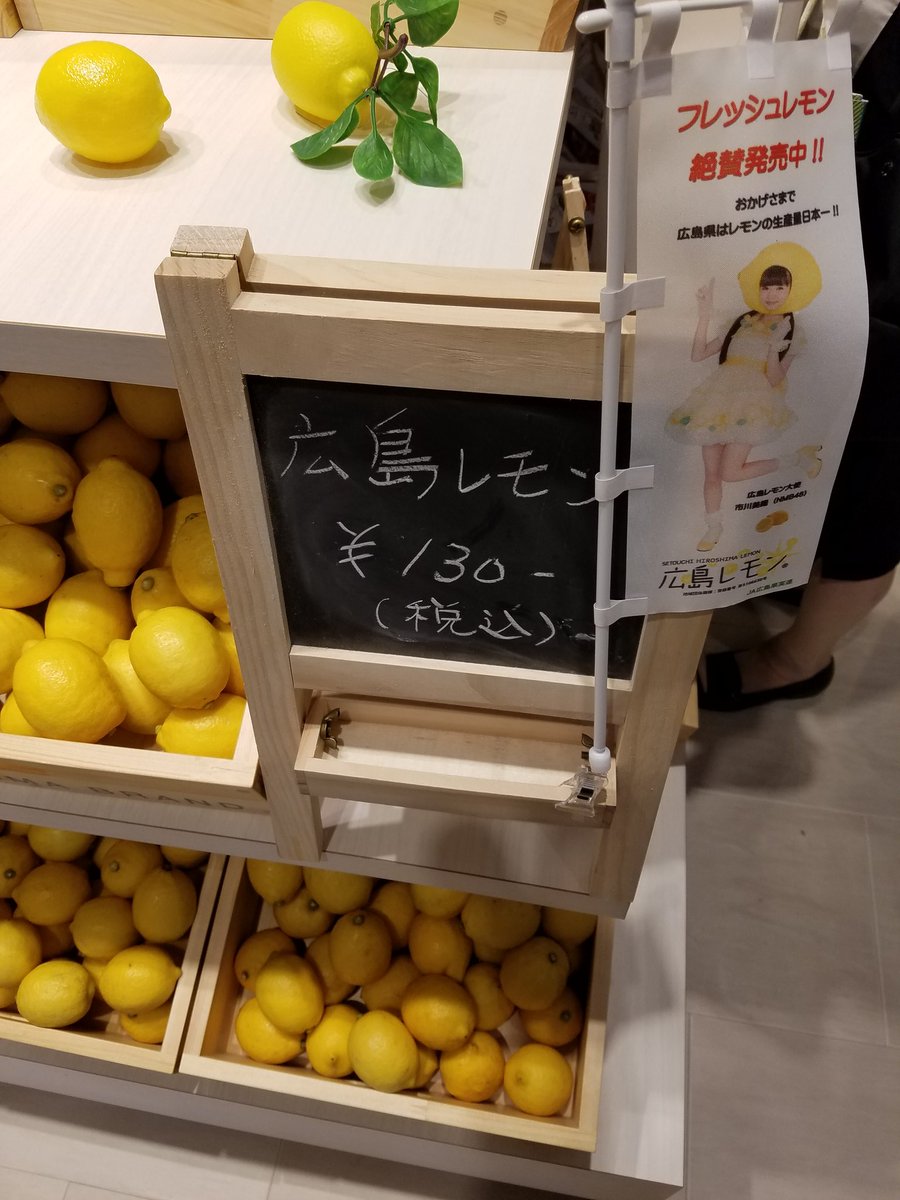 フレッシュレモン
絶賛発売中!!
おかげさまで
広島県はレモンの生産量日本一!!
広島レモン
¥130-
(税込)-
広島レモン大使
市川美織 (NMB48)
SETOUCHI HIROSHIMA LEMON
広島レモン®
JA広島県果連
BRAND